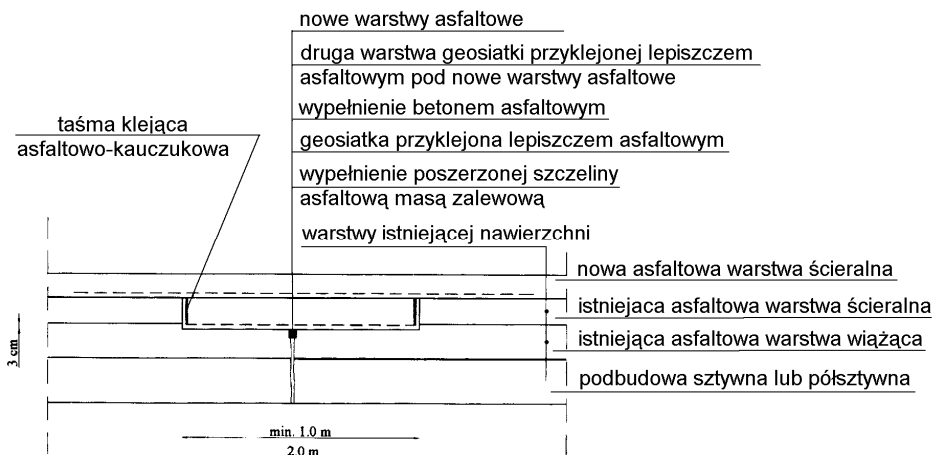 nowe warstwy asfaltowe
druga warstwa geosiatki przyklejonej lepiszczem
asfaltowym pod nowe warstwy asfaltowe
wypełnienie betonem asfaltowym
taśma klejąca
asfaltowo-kauczukowa
geosiatka przyklejona lepiszczem asfaltowym
wypełnienie poszerzonej szczeliny
asfaltową masą zalewową
warstwy istniejącej nawierzchni
nowa asfaltowa warstwa ścieralna
istniejaca asfaltowa warstwa ścieralna
istniejąca asfaltowa warstwa wiążąca
3 cm
podbudowa sztywna lub półsztywna
min. 1.0 m
2.0 m